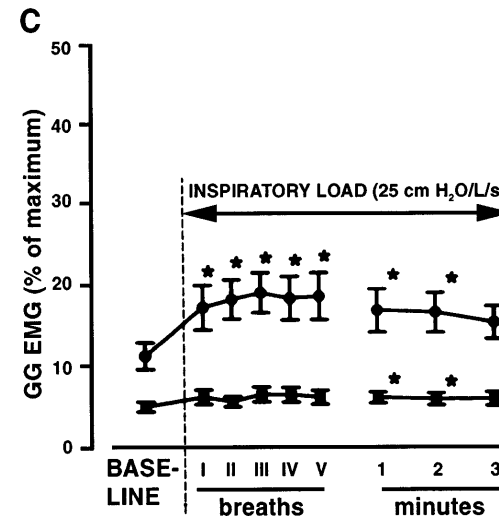 C
GG EMG (% of maximum)
50
40
30
20
10
0
INSPIRATORY LOAD (25 cm H₂O/L/s
* * * * * * *
* *
BASE-
LINE
I II III IV V
1 2 3
breaths
minutes